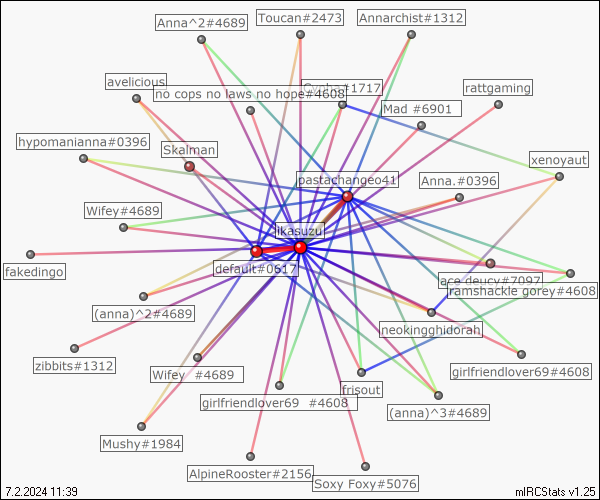 Anna^2#4689
Toucan#2473
Annarchist#1312
avelicious
#1717
no cops no laws no hope#4608
rattgaming
Mad #6901
hypomanianna#0396
Skalman
xenoyaut
pastachangeo41
Anna.#0396
Wifey#4689
likasuzu
fakedingo
default#0617
ace deucy#7097
ramshackle gorey#4608
(anna)^2#4689
neokingghidorah
zibbits#1312
Wifey #4689
girlfriendlover69#4608
frisout
girlfriendlover69 #4608
(anna)^3#4689
Mushy#1984
AlpineRooster#2156
Soxy Foxy#5076
7.2.2024 11:39
mIRCStats v1.25